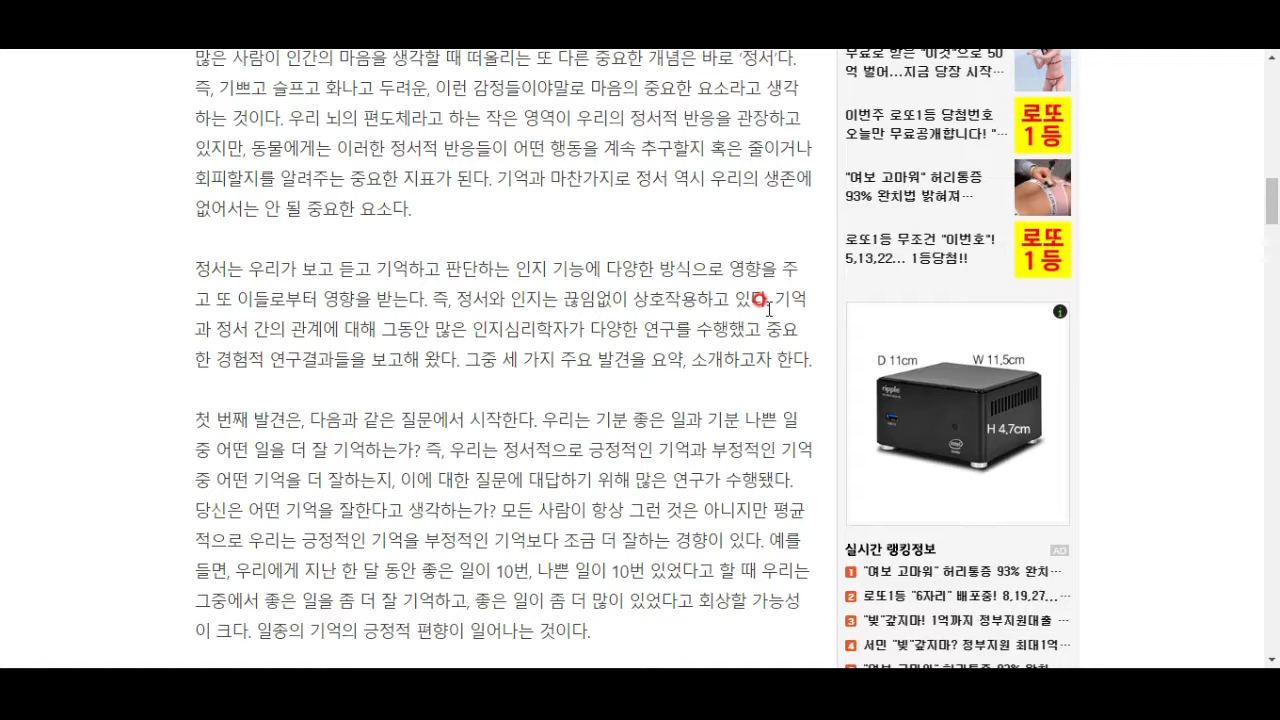 많은 사람이 인간의 마음을 생각할 때 떠올리는 또 다른 중요한 개념은 바로 '정서'다.
즉, 기쁘고 슬프고 화나고 두려운, 이런 감정들이야말로 마음의 중요한 요소라고 생각
하는 것이다. 우리 뇌의 편도체라고 하는 작은 영역이 우리의 정서적 반응을 관장하고
있지만, 동물에게는 이러한 정서적 반응들이 어떤 행동을 계속 추구할지 혹은 줄이거나
회피할지를 알려주는 중요한 지표가 된다. 기억과 마찬가지로 정서 역시 우리의 생존에
없어서는 안 될 중요한 요소다.
정서는 우리가 보고 듣고 기억하고 판단하는 인지 기능에 다양한 방식으로 영향을 주
고 또 이들로부터 영향을 받는다. 즉, 정서와 인지는 끊임없이 상호작용하고 있다. 기억
과 정서 간의 관계에 대해 그동안 많은 인지심리학자가 다양한 연구를 수행했고 중요
한 경험적 연구결과들을 보고해 왔다. 그중 세 가지 주요 발견을 요약, 소개하고자 한다.
첫 번째 발견은, 다음과 같은 질문에서 시작한다. 우리는 기분 좋은 일과 기분 나쁜 일
중 어떤 일을 더 잘 기억하는가? 즉, 우리는 정서적으로 긍정적인 기억과 부정적인 기억
중 어떤 기억을 더 잘하는지, 이에 대한 질문에 대답하기 위해 많은 연구가 수행됐다.
당신은 어떤 기억을 잘한다고 생각하는가? 모든 사람이 항상 그런 것은 아니지만 평균
적으로 우리는 긍정적인 기억을 부정적인 기억보다 조금 더 잘하는 경향이 있다. 예를
들면, 우리에게 지난 한 달 동안 좋은 일이 10번, 나쁜 일이 10번 있었다고 할 때 우리는
그중에서 좋은 일을 좀 더 잘 기억하고, 좋은 일이 좀 더 많이 있었다고 회상할 가능성
이 크다. 일종의 기억의 긍정적 편향이 일어나는 것이다.
무료로 받은 "이것"으로 50
억 벌어...지금 당장 시작…
이번주 로또1등 당첨번호
오늘만 무료공개합니다! "…
로또
1등
"여보 고마워" 허리통증
93% 완치법 밝혀져…
로또1등 무조건 "이번호"!
5,13,22... 1등당첨!!
로또
1등
D 11cm
W 11,5cm
ripple
H 4,7cm
실시간 랭킹정보
AD
1 "여보 고마워" 허리통증 93% 완치…
2 로또1등 "6자리" 배포중! 8,19,27...…
3 "빚"갚지마! 1억까지 정부지원대출 …
4 서민 "빚"갚지마? 정부지원 최대1억…
"여보 고마워" 허리통증 93% 완치…